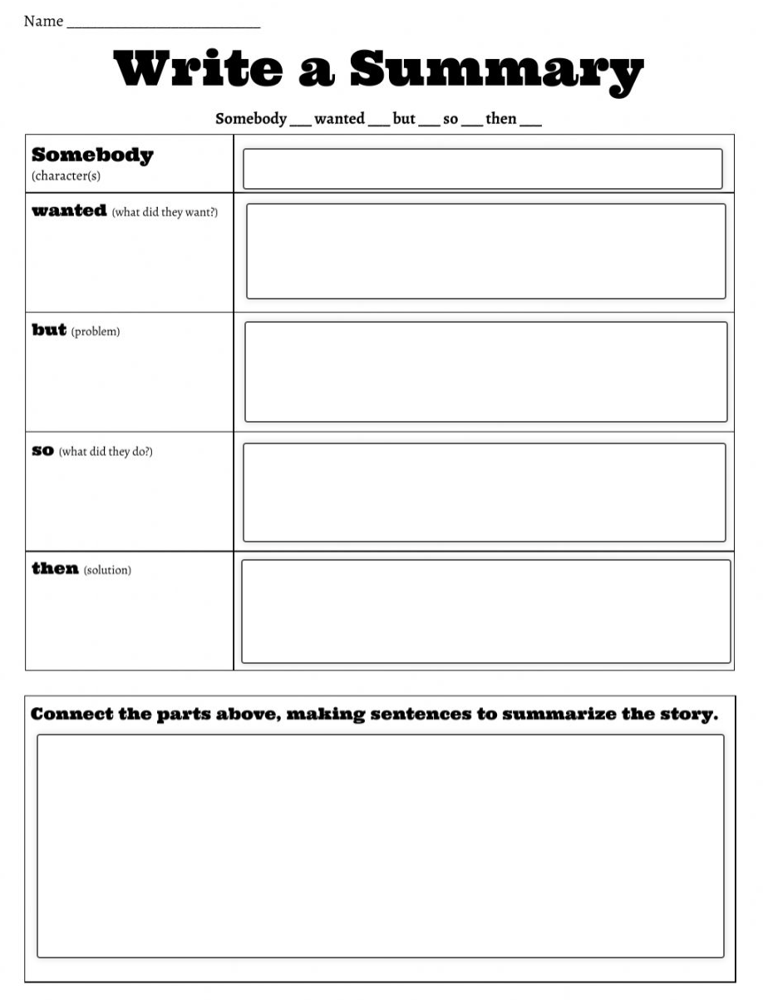 Name _________________________
Write a Summary
Somebody ___ wanted ___ but ___ so ___ then ___
Somebody
(character(s)
wanted (what did they want?)
but (problem)
so (what did they do?)
then (solution)
Connect the parts above, making sentences to summarize the story.